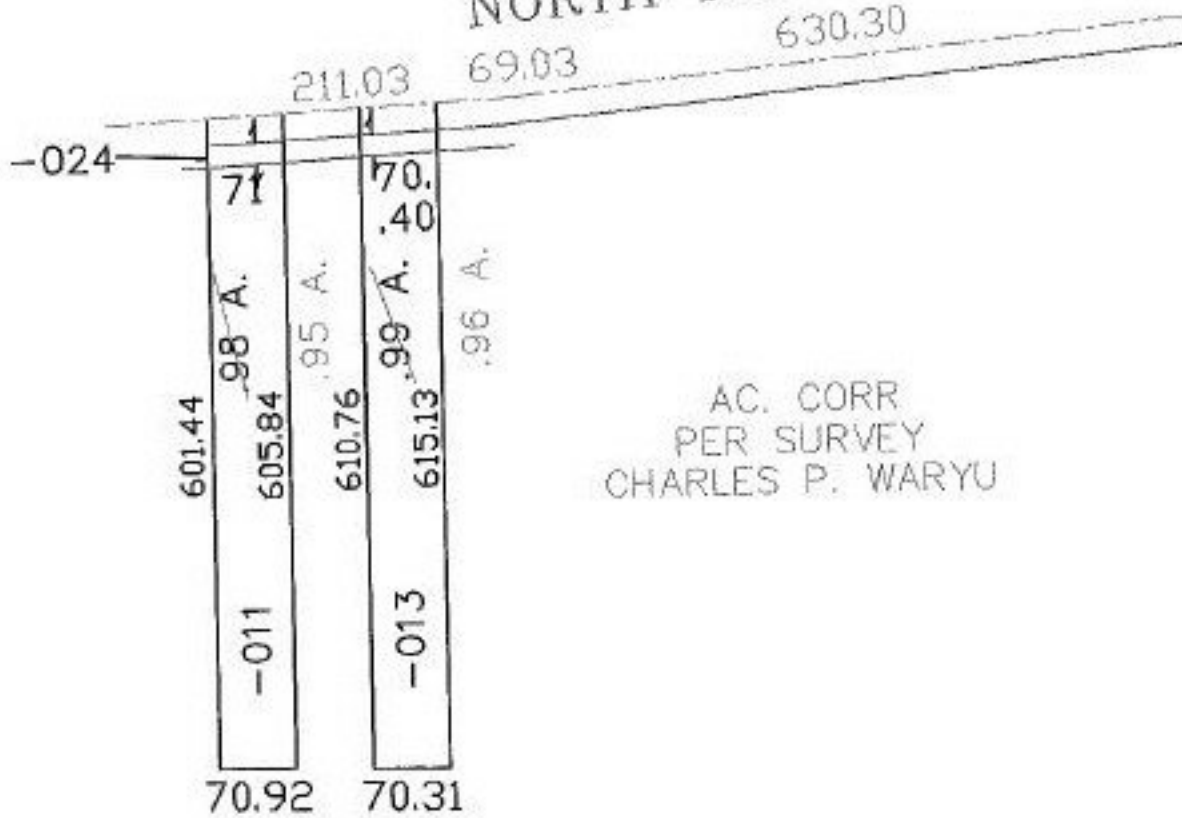 NORTH
630.30
211.03
69.03
-024
71
70.
.40
.98 A.
.95 A.
.99 A.
.96 A.
601.44
605.84
610.76
615.13
AC. CORR
PER SURVEY
CHARLES P. WARYU
-011
-013
70.92
70.31